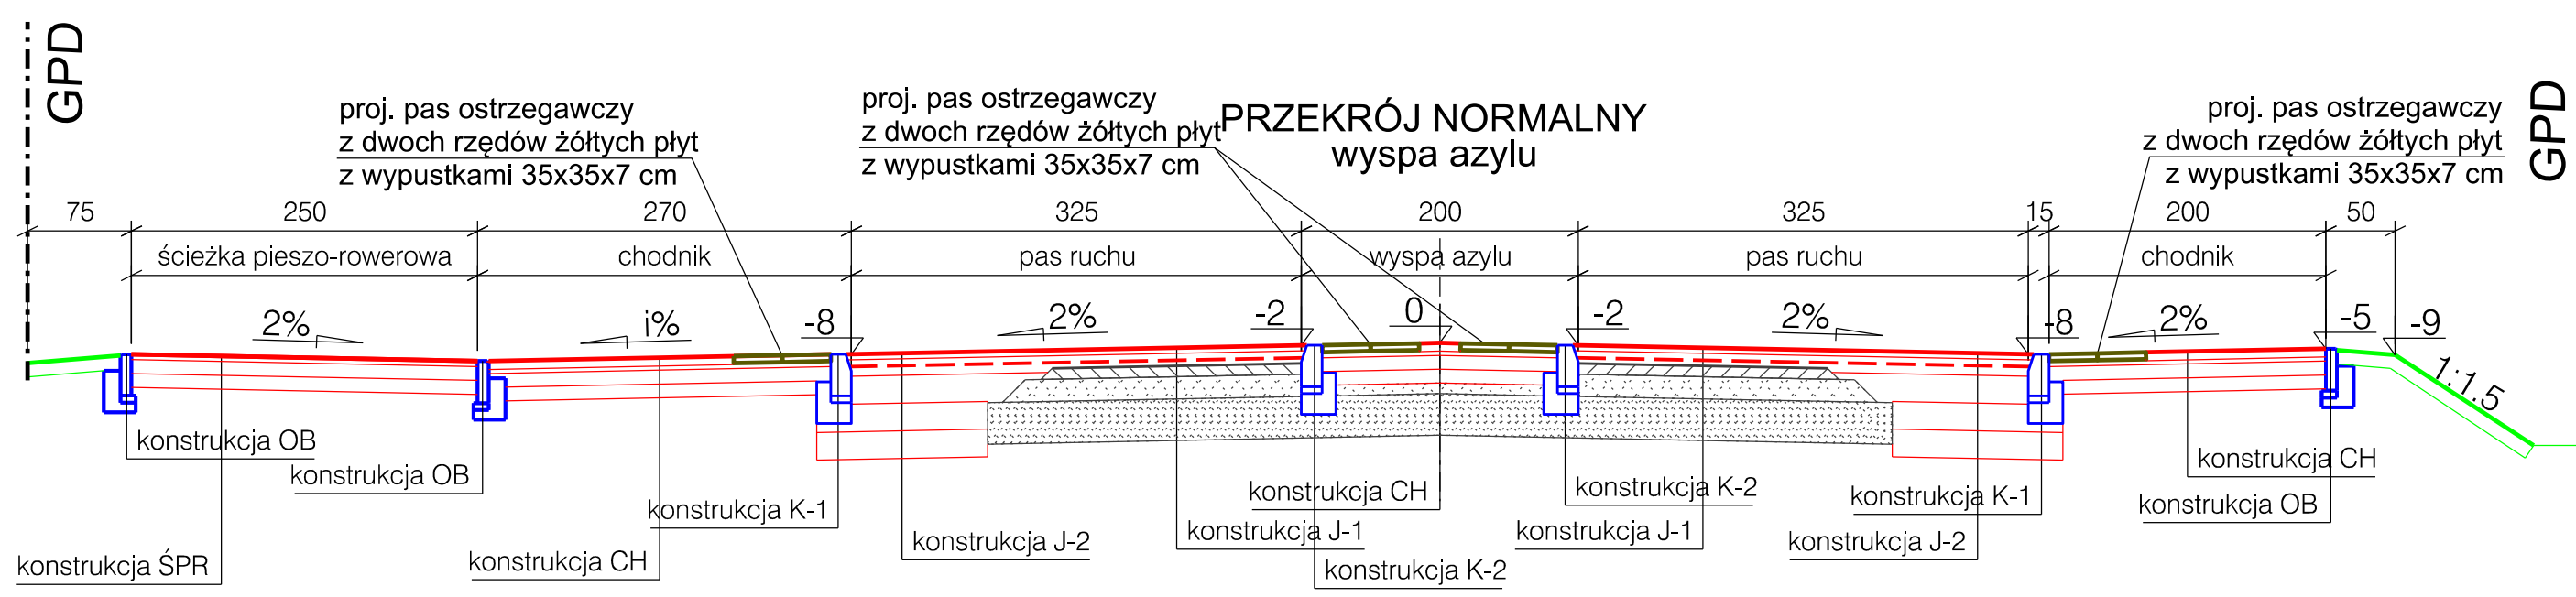 GPD
proj. pas ostrzegawczy
z dwoch rzędów żółtych płyt
z wypustkami 35x35x7 cm
proj. pas ostrzegawczy
z dwoch rzędów żółtych płyt
z wypustkami 35x35x7 cm
PRZEKRÓJ NORMALNY
wyspa azylu
proj. pas ostrzegawczy
z dwoch rzędów żółtych płyt
z wypustkami 35x35x7 cm
GPD
75 250 270 325 200 325 15 200 50
ścieżka pieszo-rowerowa chodnik pas ruchu wyspa azylu pas ruchu chodnik
2% i% -8 2% -2 0 -2 2% -8 2% -5 -9
1:1.5
konstrukcja OB
konstrukcja OB
konstrukcja K-1
konstrukcja ŚPR
konstrukcja CH
konstrukcja J-2
konstrukcja J-1
konstrukcja CH
konstrukcja K-2
konstrukcja K-2
konstrukcja J-1
konstrukcja J-2
konstrukcja K-1
konstrukcja CH
konstrukcja OB